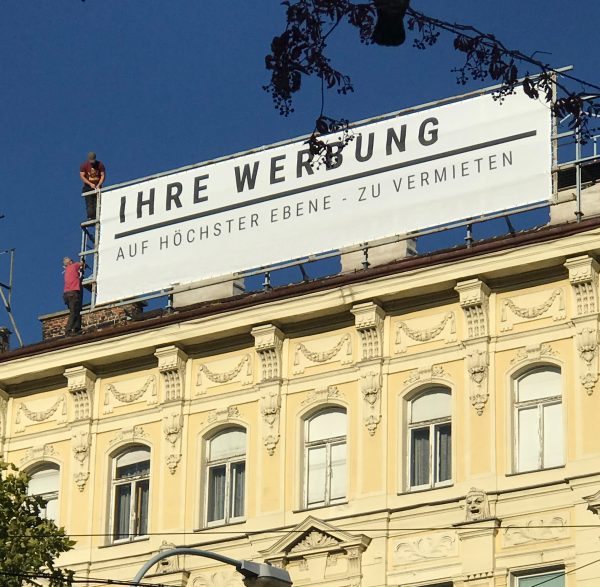 IHRE WERBUNG
AUF HÖCHSTER EBENE - ZU VERMIETEN